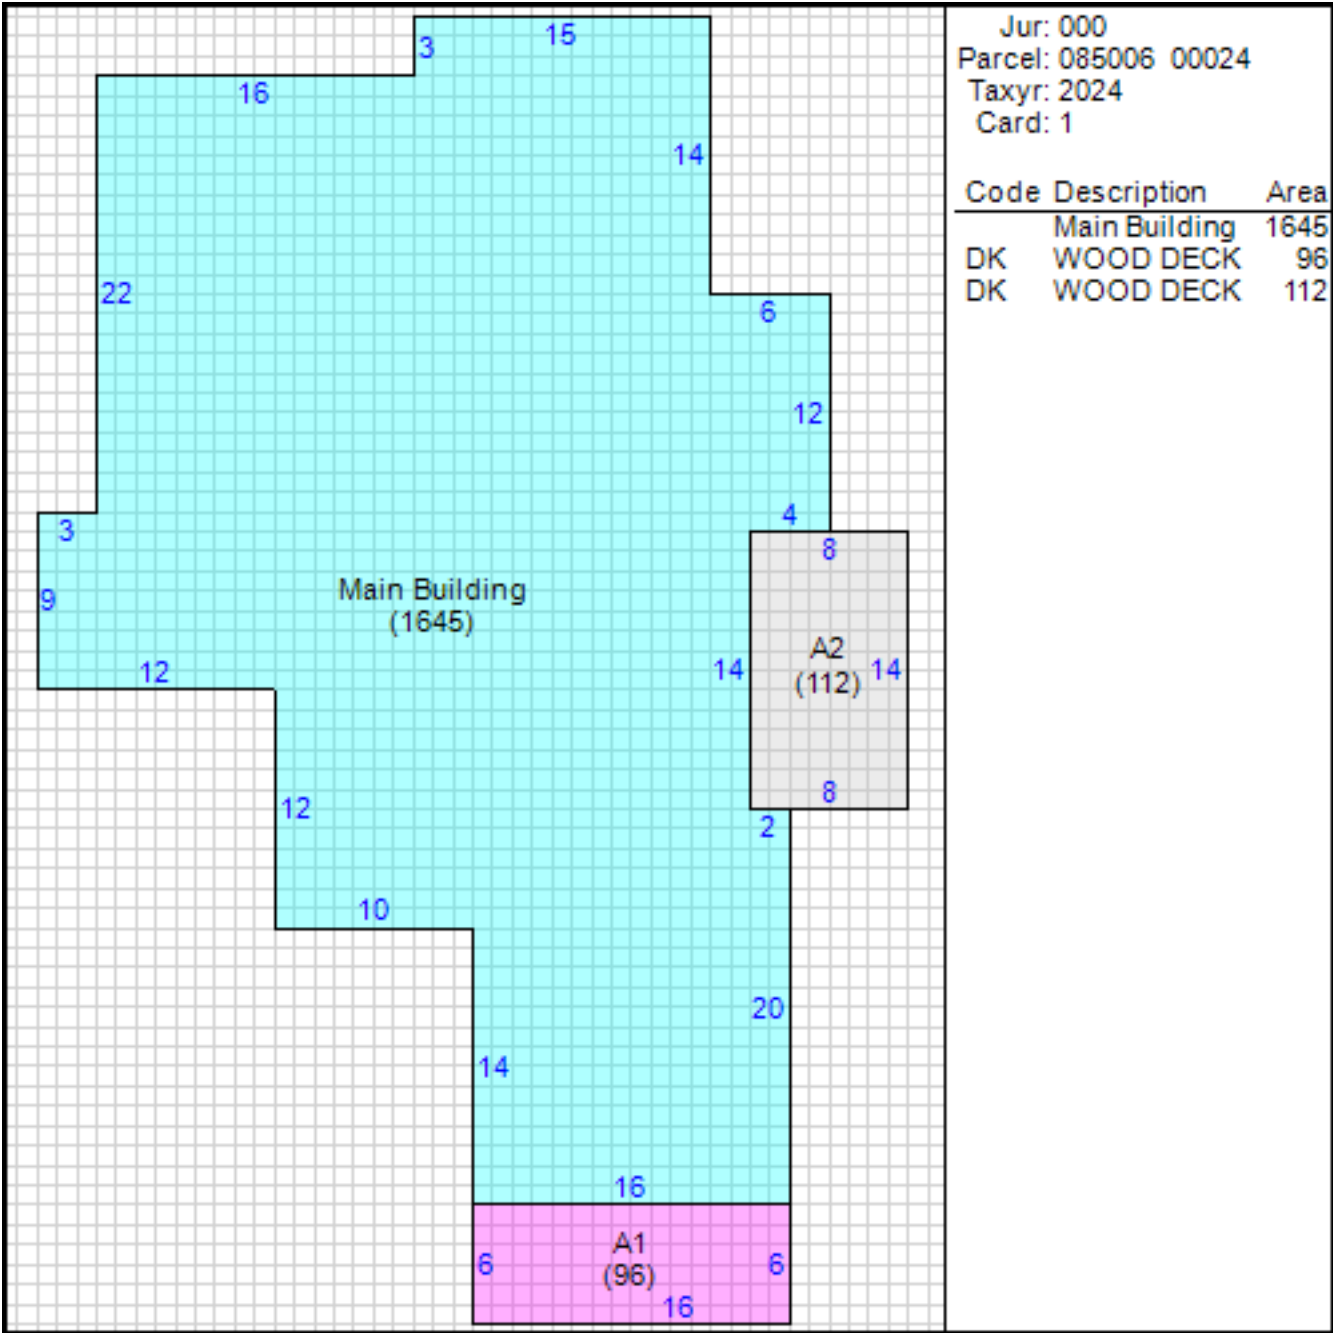 15
3
16
14
22
6
12
3
4
8
9
Main Building
(1645)
12
14
A2
(112)
14
8
2
12
10
20
14
16
A1
(96)
6
6
16
Jur: 000
Parcel: 085006 00024
Taxyr: 2024
Card: 1
Code Description Area
Main Building 1645
DK WOOD DECK 96
DK WOOD DECK 112